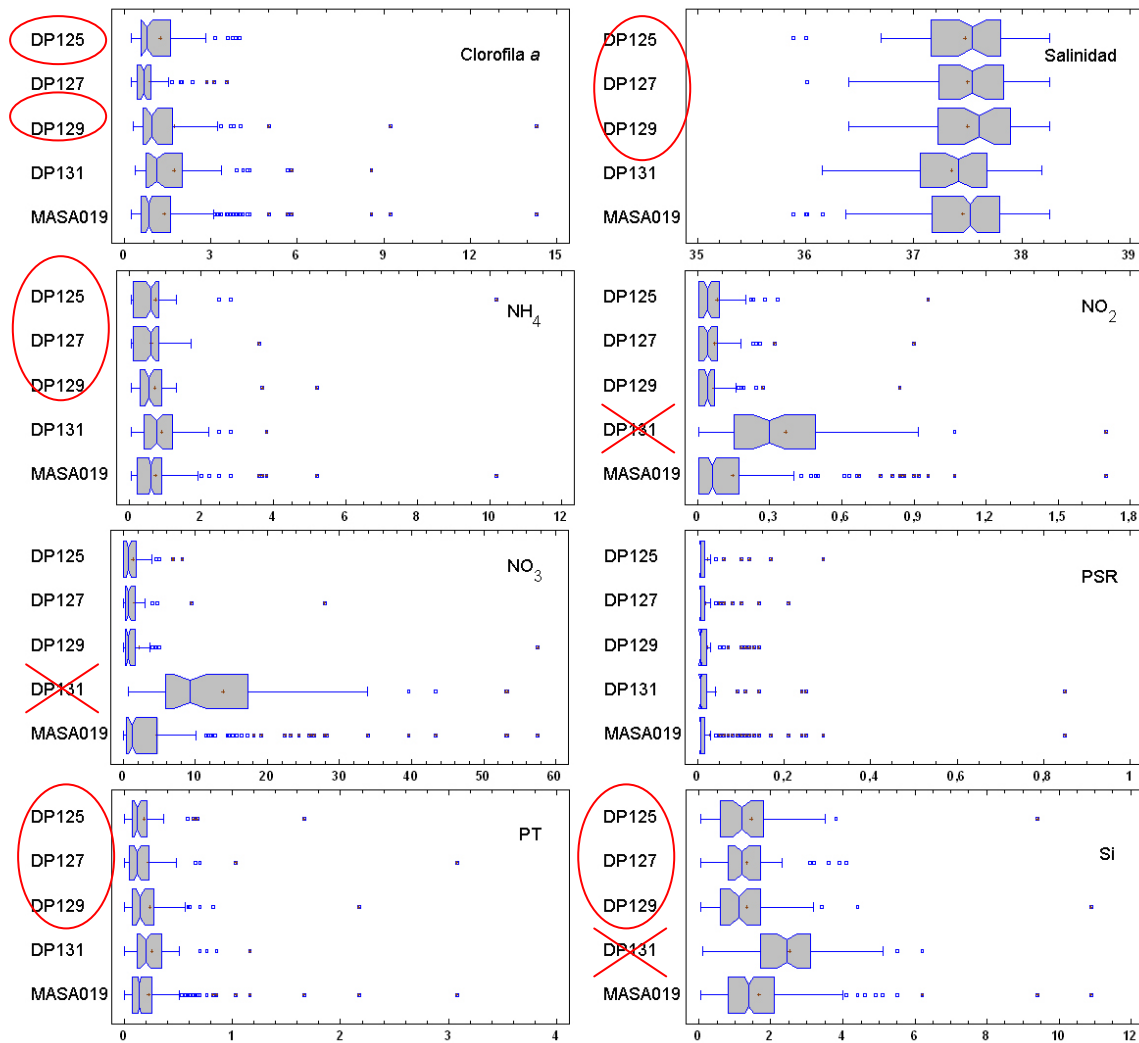 DP125
DP127
DP129
DP131
MASA019
Clorofila a
0 3 6 9 12 15
DP125
DP127
DP129
DP131
MASA019
Salinidad
35 36 37 38 39
DP125
DP127
DP129
DP131
MASA019
NH4
0 2 4 6 8 10 12
DP125
DP127
DP129
DP131
MASA019
NO2
0 0,3 0,6 0,9 1,2 1,5 1,8
DP125
DP127
DP129
DP131
MASA019
NO3
0 10 20 30 40 50 60
DP125
DP127
DP129
DP131
MASA019
PSR
0 0,2 0,4 0,6 0,8 1
DP125
DP127
DP129
DP131
MASA019
PT
0 1 2 3 4
DP125
DP127
DP129
DP131
MASA019
Si
0 2 4 6 8 10 12